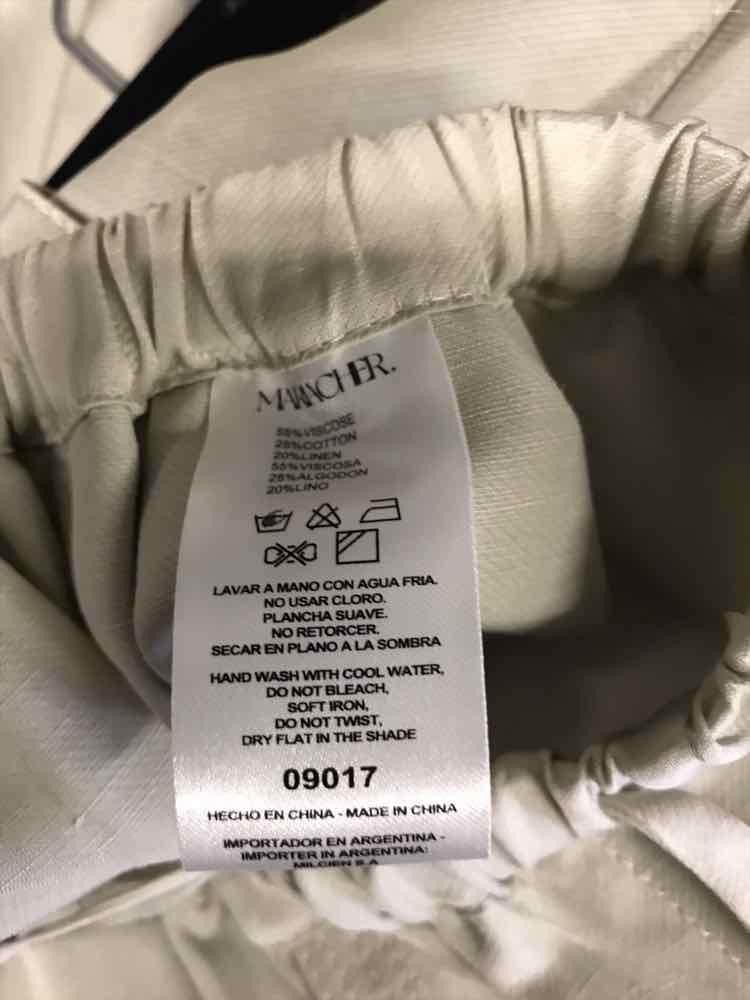 MARANCHER.
55%VISCOSE
25%COTTON
20%LINEN
55%VISCOSA
25%ALGODON
20%LINO
LAVAR A MANO CON AGUA FRIA.
NO USAR CLORO.
PLANCHA SUAVE.
NO RETORCER.
SECAR EN PLANO A LA SOMBRA
HAND WASH WITH COOL WATER,
DO NOT BLEACH,
SOFT IRON,
DO NOT TWIST,
DRY FLAT IN THE SHADE
09017
HECHO EN CHINA - MADE IN CHINA
IMPORTADOR EN ARGENTINA -
IMPORTER IN ARGENTINA:
MILCIEN S.A